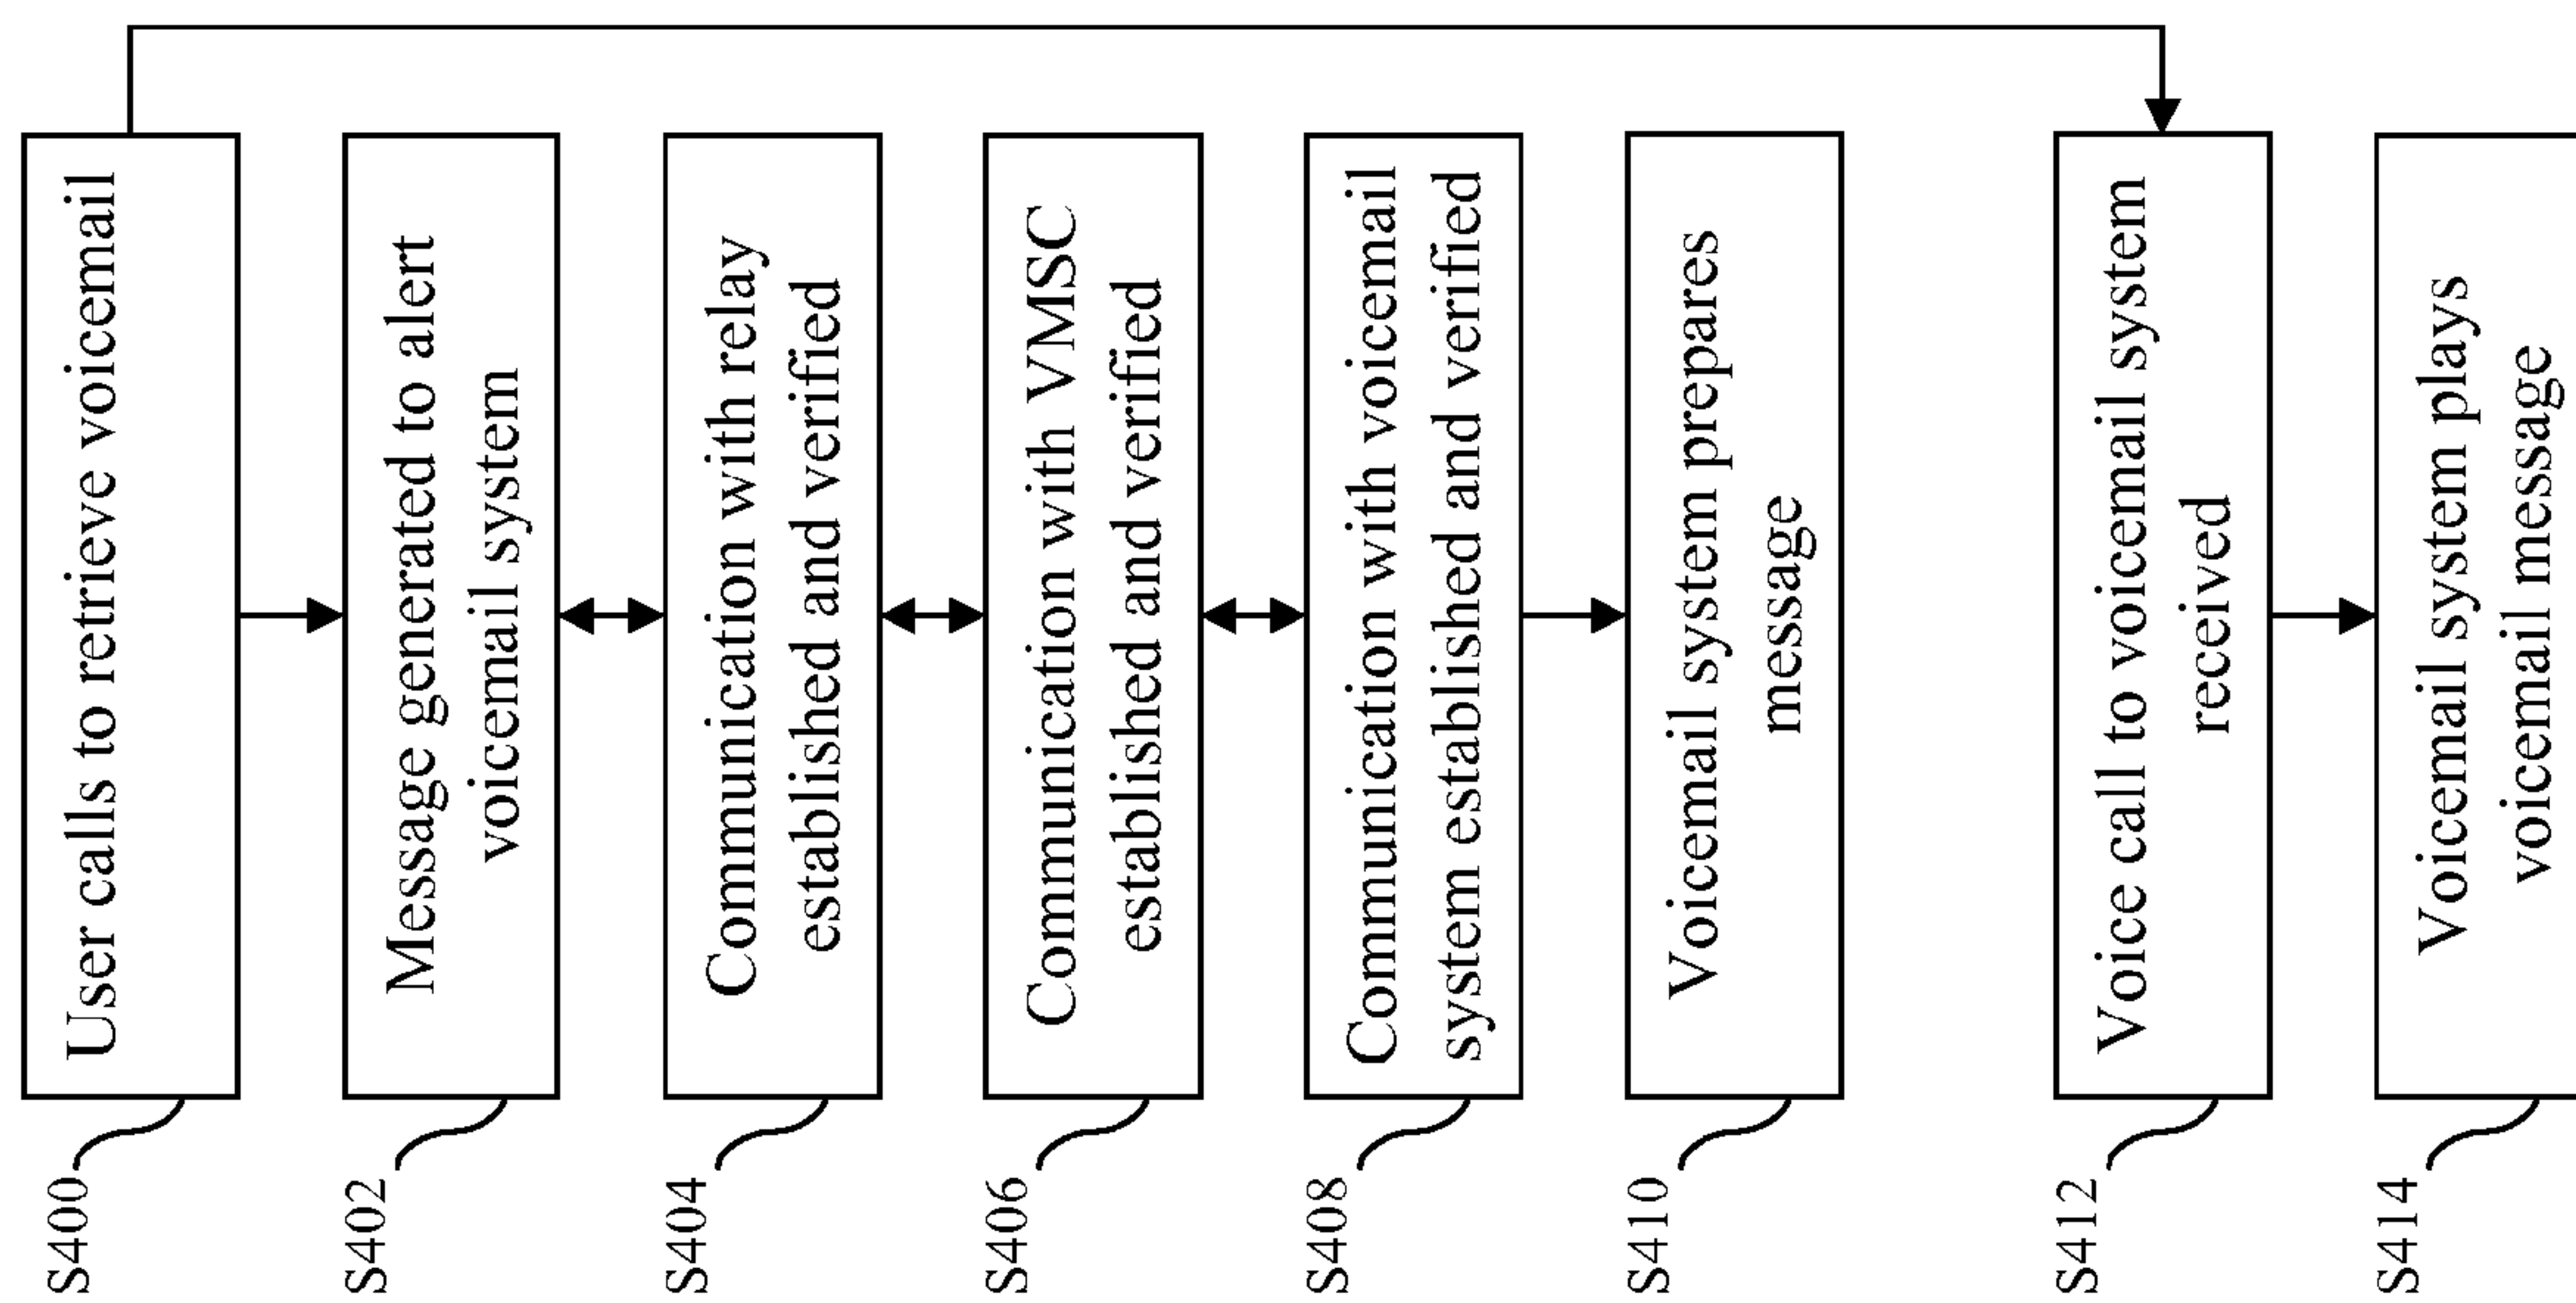 S400
User calls to retrieve voicemail
S402
Message generated to alert
voicemail system
S404
Communication with relay
established and verified
S406
Communication with VMSC
established and verified
S408
Communication with voicemail
system established and verified
S410
Voicemail system prepares
message
S412
Voice call to voicemail system
received
S414
Voicemail system plays
voicemail message